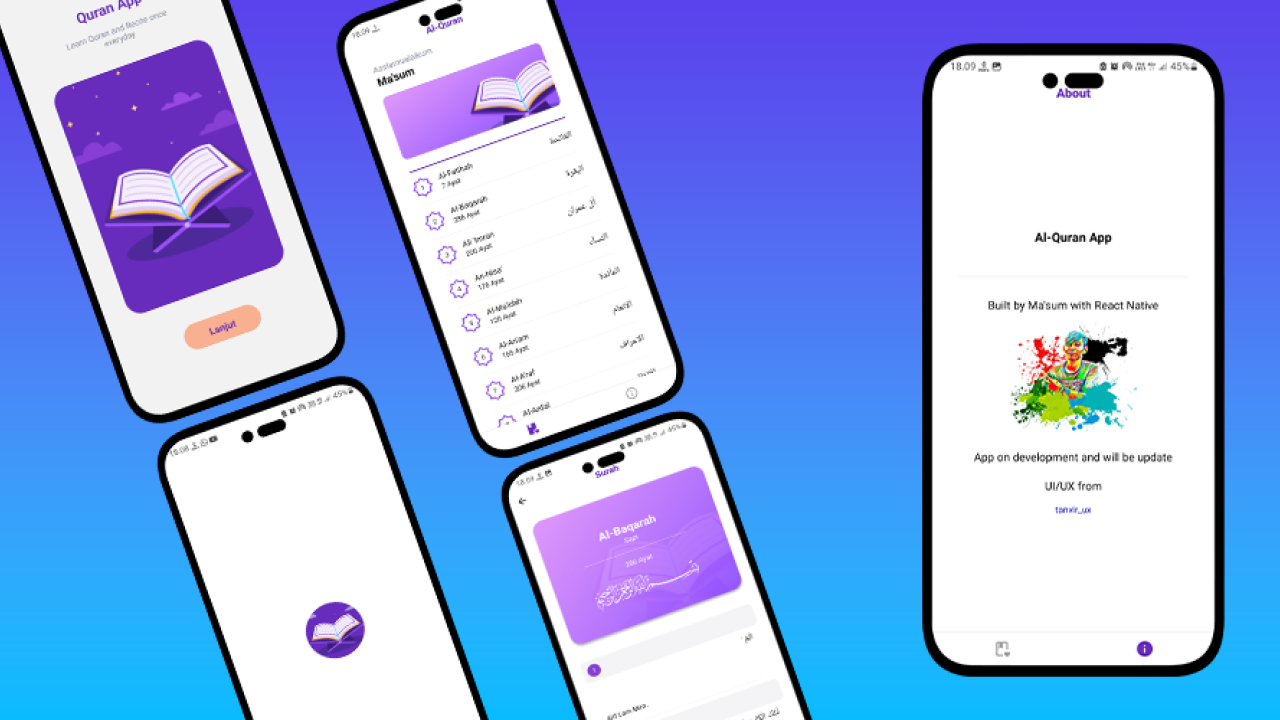 Quran App
Learn Quran and Recite once
everyday
Lanjut
18.09
Al-Quran
Assalamualaikum
Ma'sum
1
Al-Fatihah
7 Ayat
الفاتحة
2
Al-Baqarah
286 Ayat
البقرة
3
Ali 'Imran
200 Ayat
آل عمران
4
An-Nisa'
176 Ayat
النساء
5
Al-Ma'idah
120 Ayat
المائدة
6
Al-An'am
165 Ayat
الانعام
7
Al-A'raf
206 Ayat
الاعراف
Al-Anfal
18.08
45%
18.09
45%
Surah
Al-Baqarah
Sapi
286 Ayat
1
Alif Lam Mim.
18.09
45%
About
Al-Quran App
Built by Ma'sum with React Native
App on development and will be update
UI/UX from
tanvir_ux